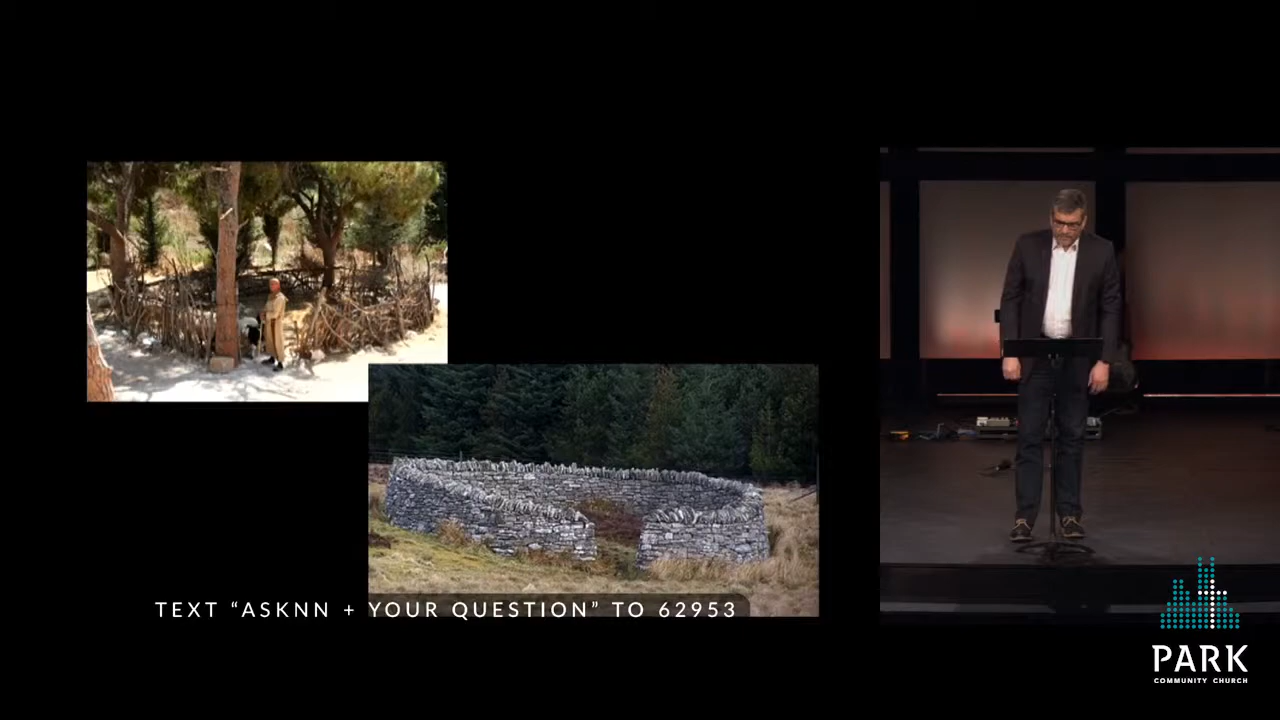 TEXT “ASKNN + YOUR QUESTION” TO 62953
PARK
COMMUNITY CHURCH